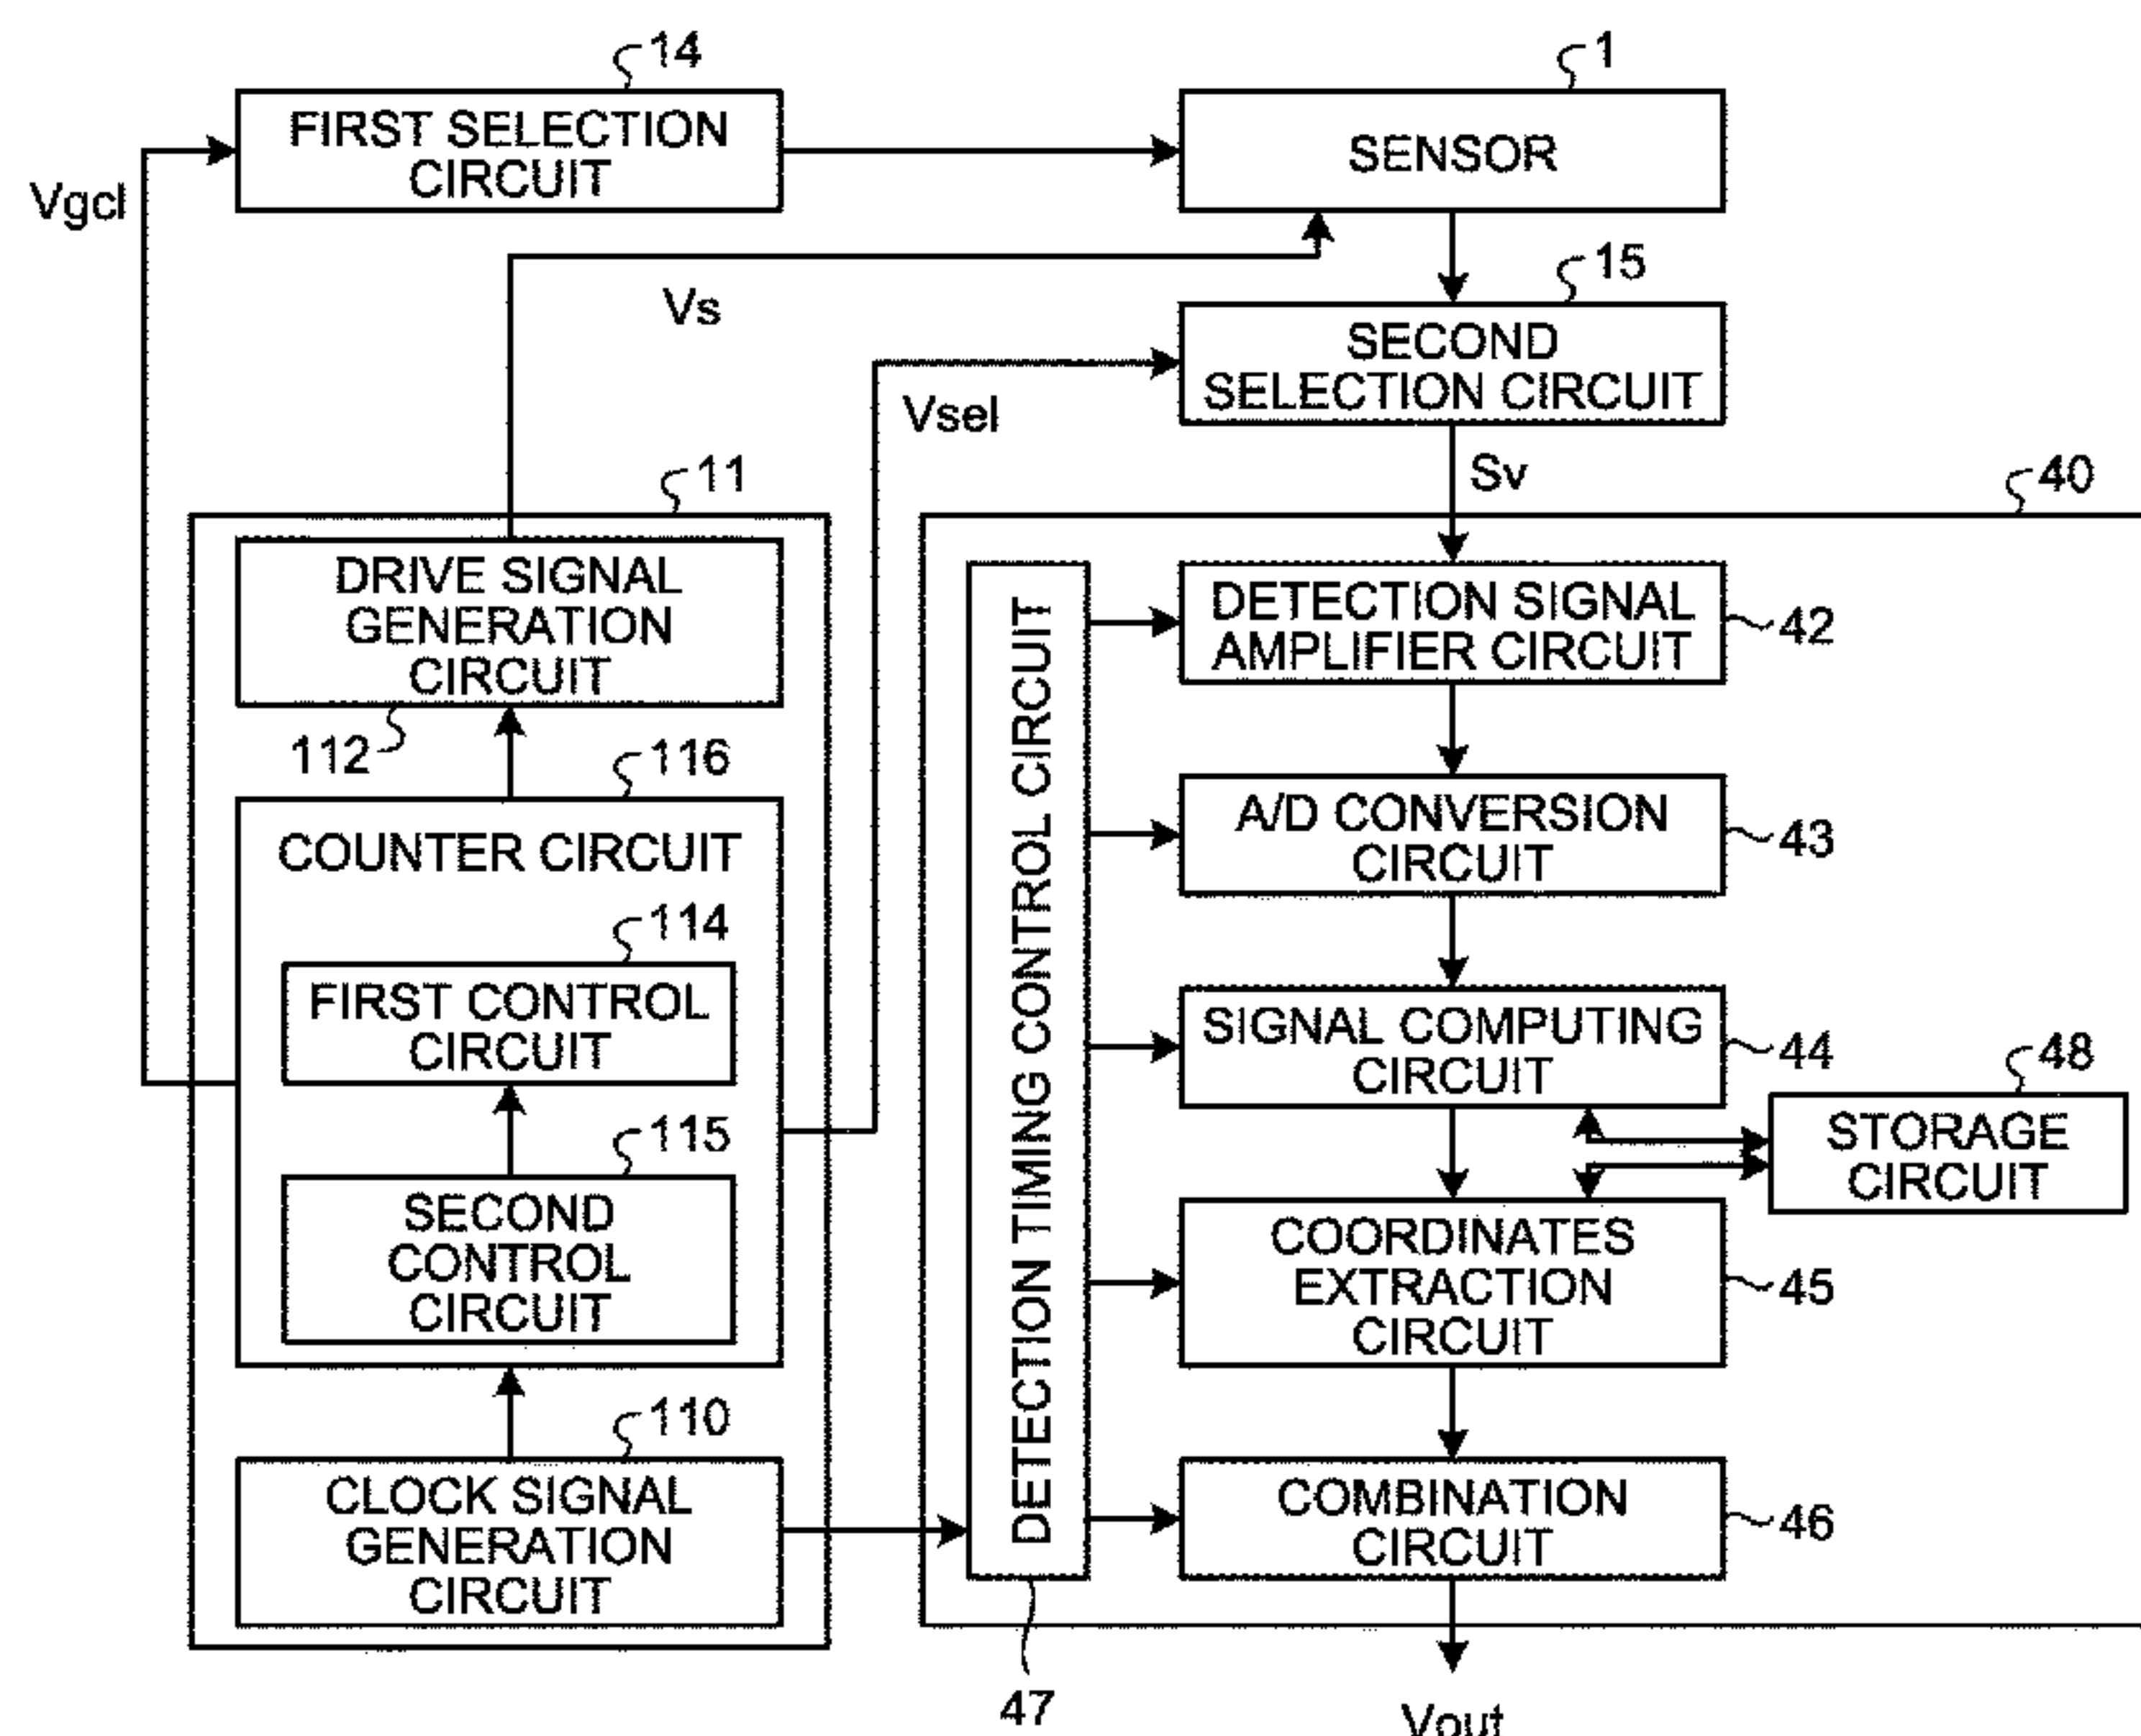 14
FIRST SELECTION
CIRCUIT
1
SENSOR
Vgcl
Vs
15
SECOND
SELECTION CIRCUIT
Vsel
Sv
11
DRIVE SIGNAL
GENERATION
CIRCUIT
112
116
COUNTER CIRCUIT
114
FIRST CONTROL
CIRCUIT
115
SECOND
CONTROL
CIRCUIT
110
CLOCK SIGNAL
GENERATION
CIRCUIT
40
DETECTION TIMING CONTROL CIRCUIT
47
DETECTION SIGNAL
AMPLIFIER CIRCUIT
42
A/D CONVERSION
CIRCUIT
43
SIGNAL COMPUTING
CIRCUIT
44
48
STORAGE
CIRCUIT
COORDINATES
EXTRACTION
CIRCUIT
45
COMBINATION
CIRCUIT
46
Vout